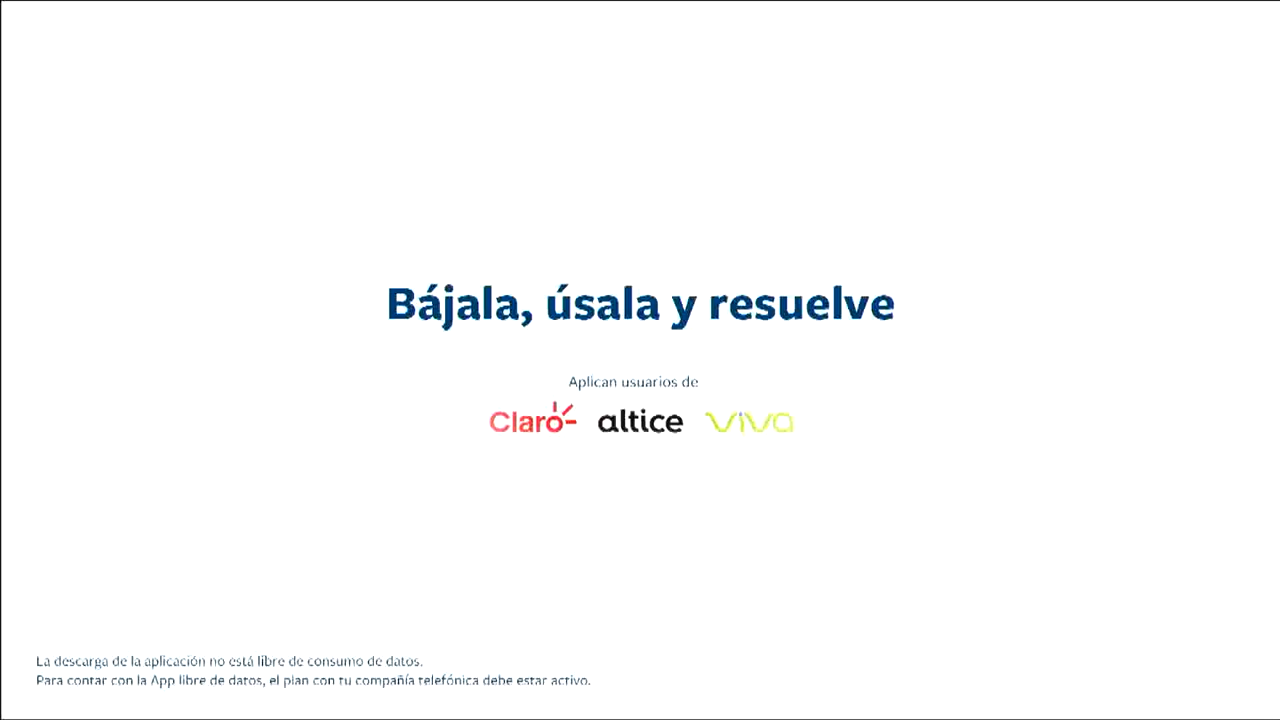 Bájala, úsala y resuelve
Aplican usuarios de
Claro altice viva
La descarga de la aplicación no está libre de consumo de datos.
Para contar con la App libre de datos, el plan con tu compañía telefónica debe estar activo.